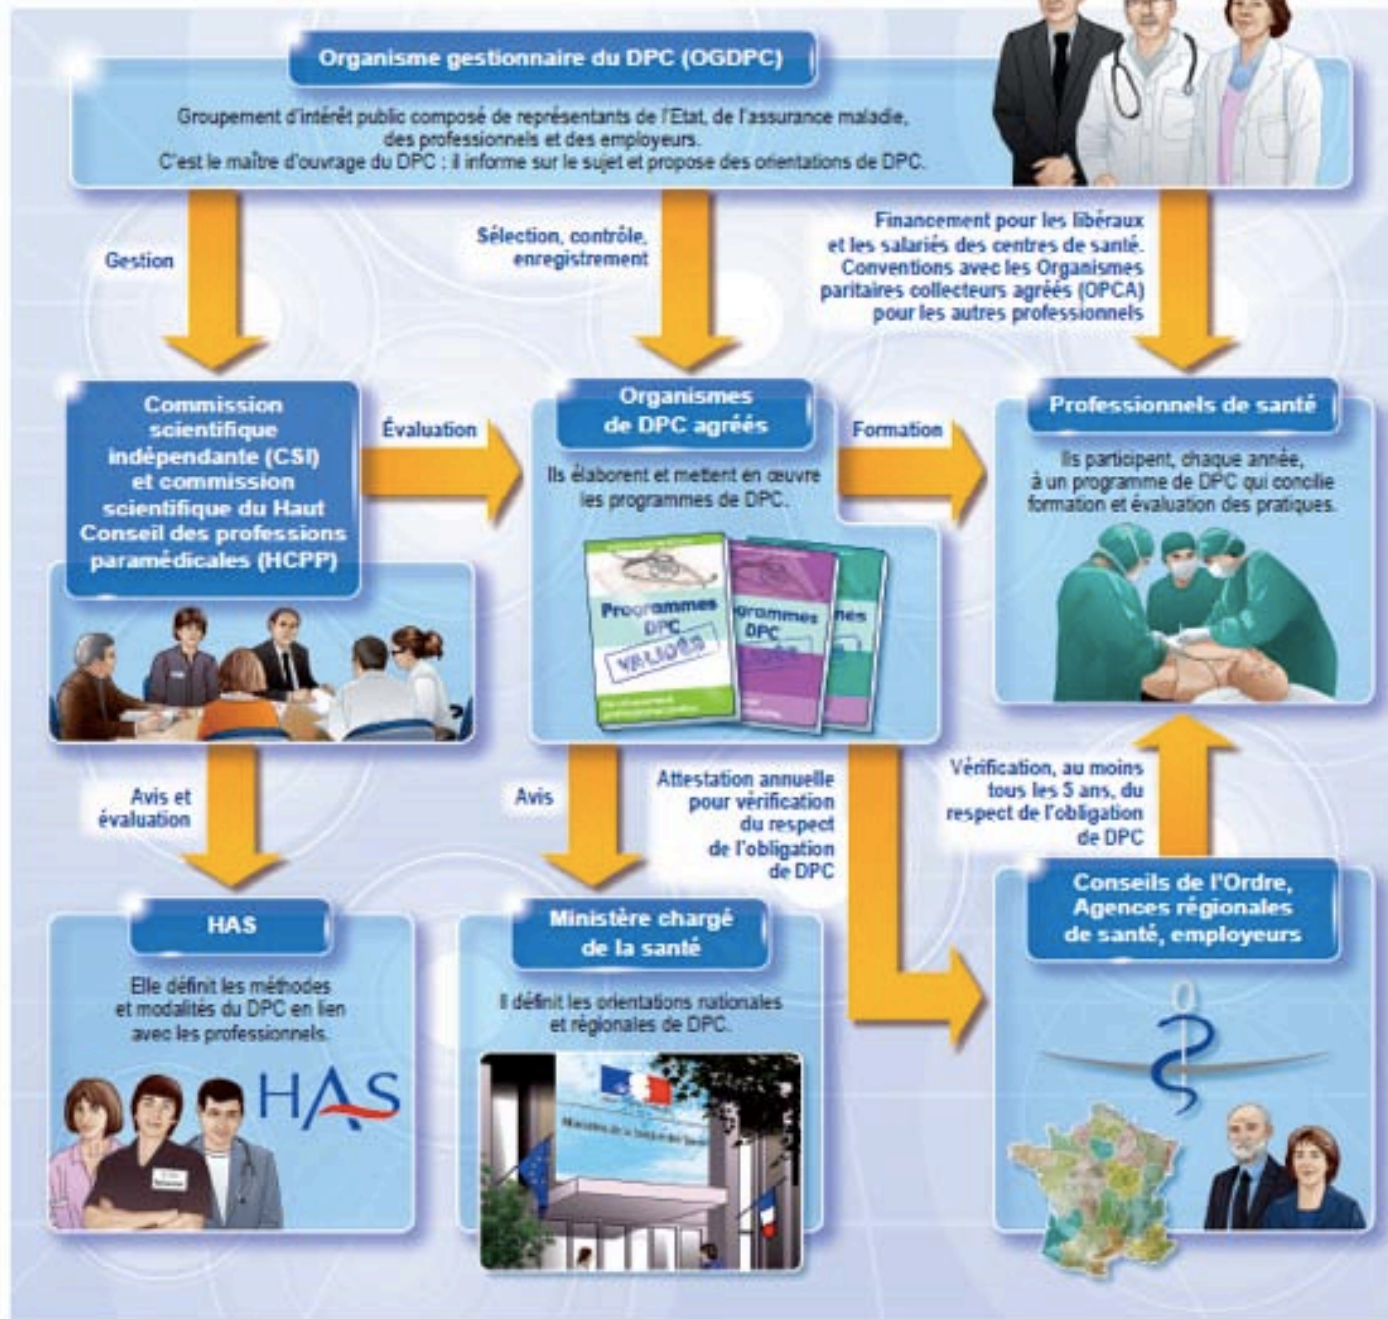 Organisme gestionnaire du DPC (OGDPC)
Groupement d'intérêt public composé de représentants de l'Etat, de l'assurance maladie,
des professionnels et des employeurs.
C'est le maître d'ouvrage du DPC : il informe sur le sujet et propose des orientations de DPC.
Gestion
Sélection, contrôle,
enregistrement
Financement pour les libéraux
et les salariés des centres de santé.
Conventions avec les Organismes
paritaires collecteurs agréés (OPCA)
pour les autres professionnels
Commission
scientifique
indépendante (CSI)
et commission
scientifique du Haut
Conseil des professions
paramédicales (HCPP)
Évaluation
Organismes
de DPC agréés
Ils élaborent et mettent en œuvre
les programmes de DPC.
Programmes
DPC
VALIDÉS
grammes
DPC
Formation
Professionnels de santé
Ils participent, chaque année,
à un programme de DPC qui concilie
formation et évaluation des pratiques.
Avis et
évaluation
Avis
Attestation annuelle
pour vérification
du respect
de l'obligation
de DPC
Vérification, au moins
tous les 5 ans, du
respect de l'obligation
de DPC
HAS
Elle définit les méthodes
et modalités du DPC en lien
avec les professionnels.
HAS
Ministère chargé
de la santé
Il définit les orientations nationales
et régionales de DPC.
Conseils de l'Ordre,
Agences régionales
de santé, employeurs